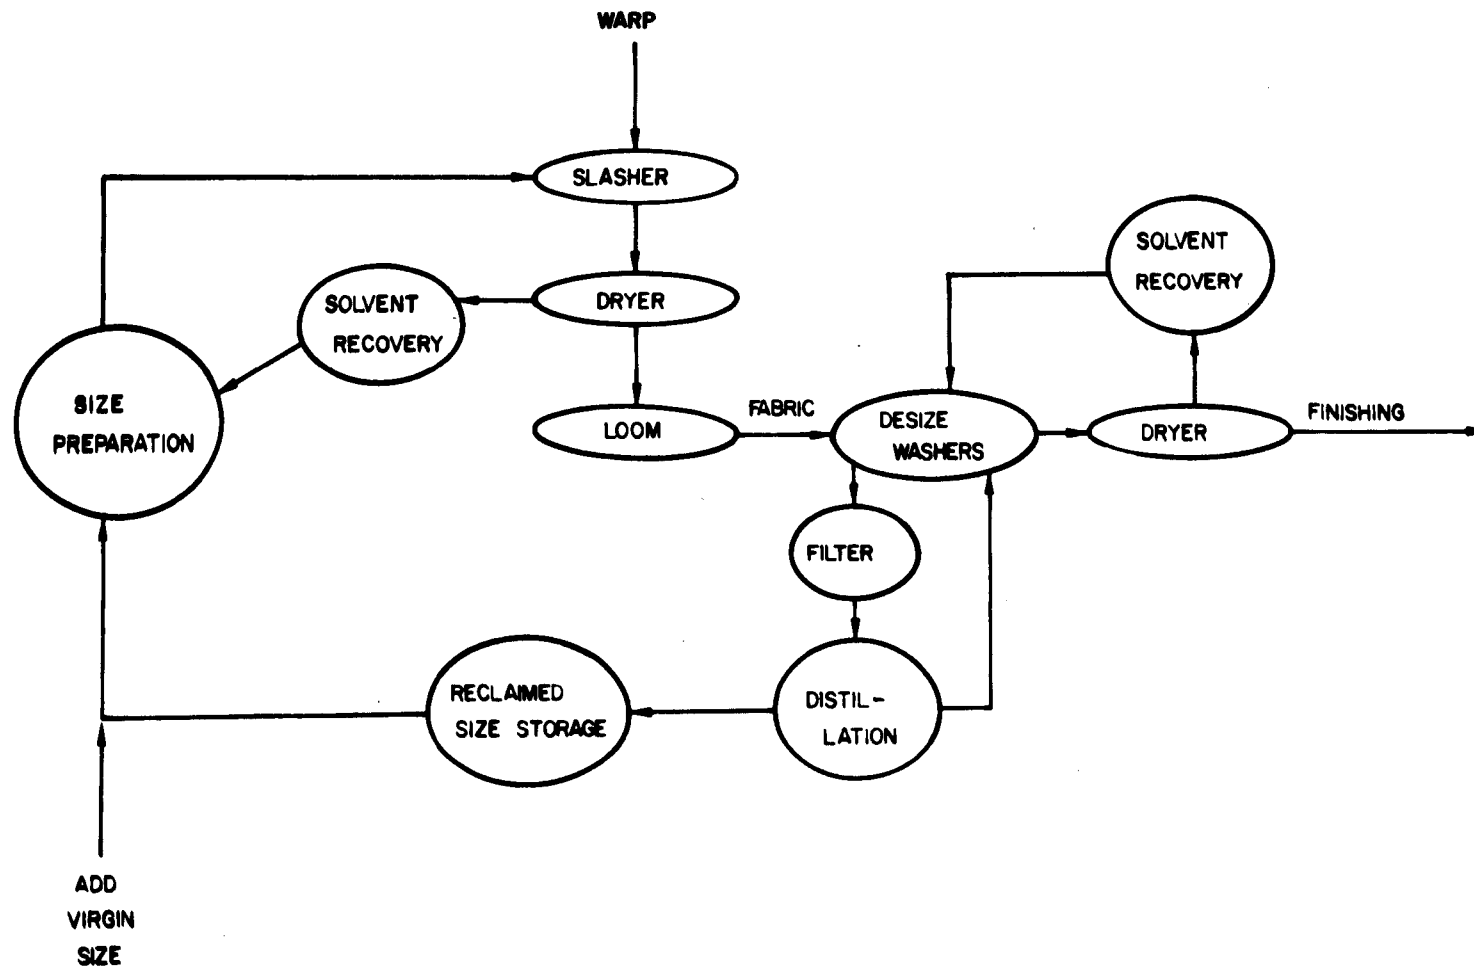 WARP
SLASHER
SOLVENT
RECOVERY
DRYER
SOLVENT
RECOVERY
SIZE
PREPARATION
LOOM
FABRIC
DESIZE
WASHERS
DRYER
FINISHING
FILTER
RECLAIMED
SIZE STORAGE
DISTIL-
LATION
ADD
VIRGIN
SIZE